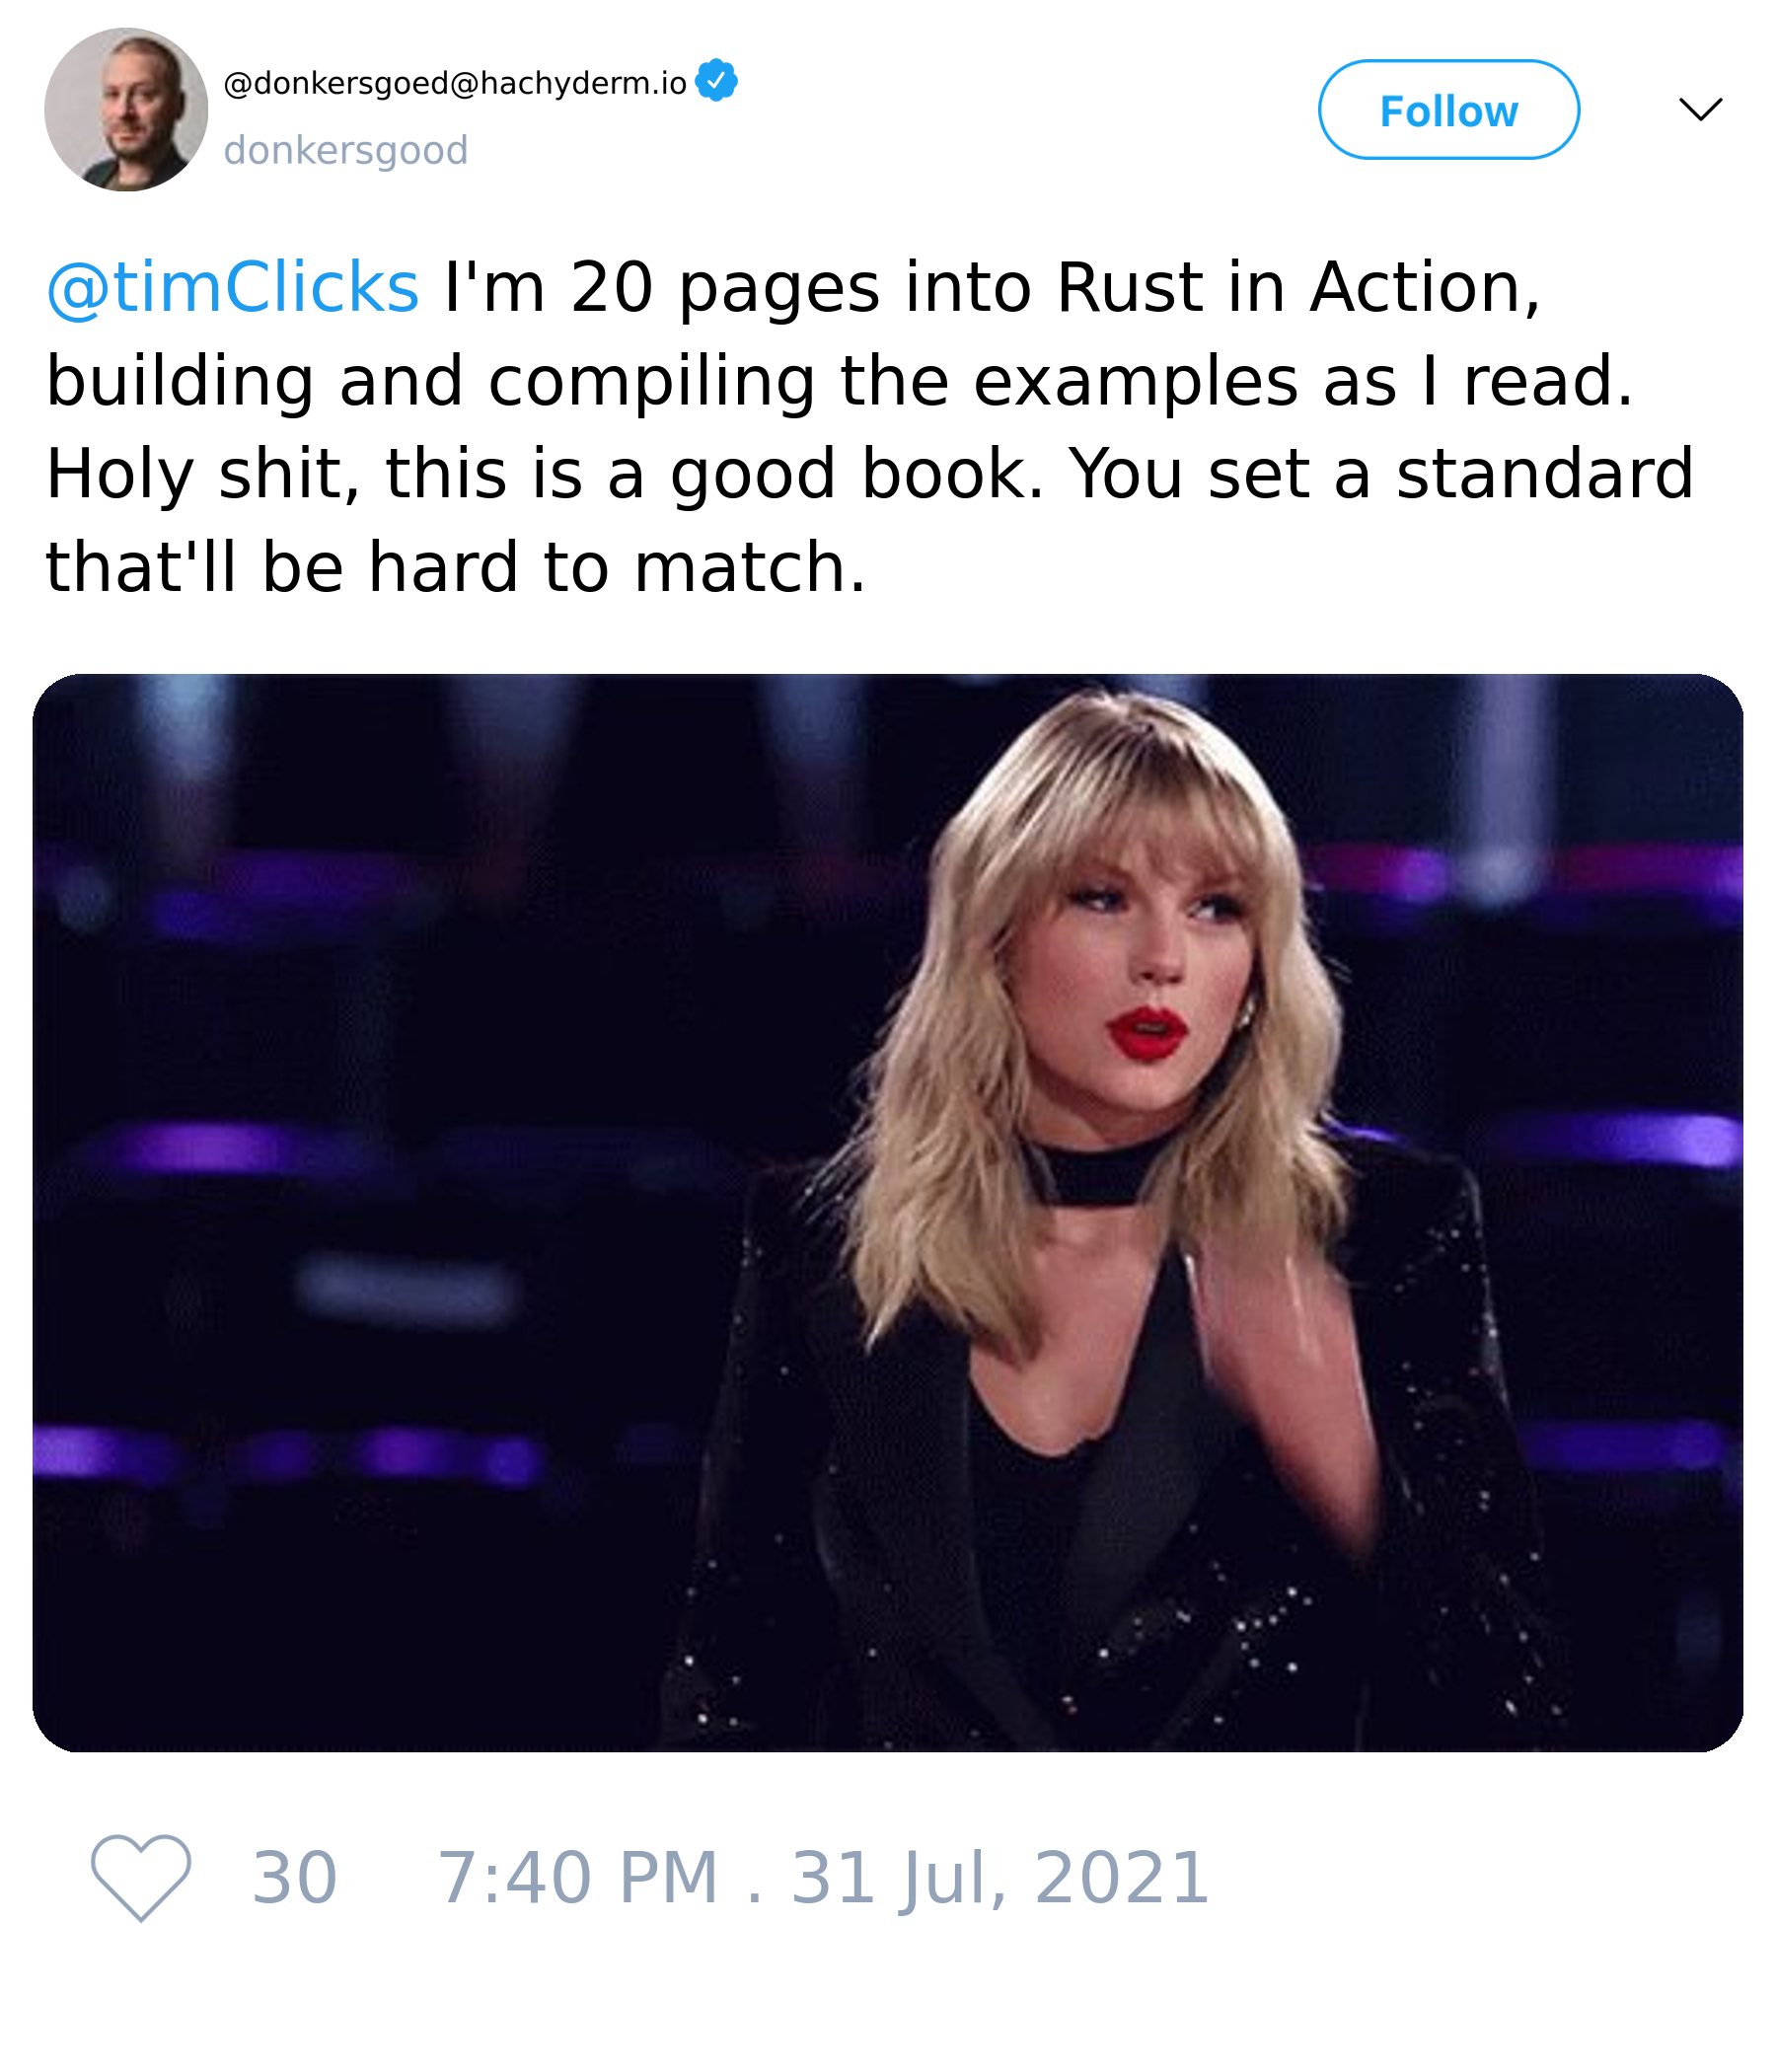 @donkersgoed@hachyderm.io
donkersgood
Follow
@timClicks I'm 20 pages into Rust in Action,
building and compiling the examples as I read.
Holy shit, this is a good book. You set a standard
that'll be hard to match.
30 7:40 PM . 31 Jul, 2021